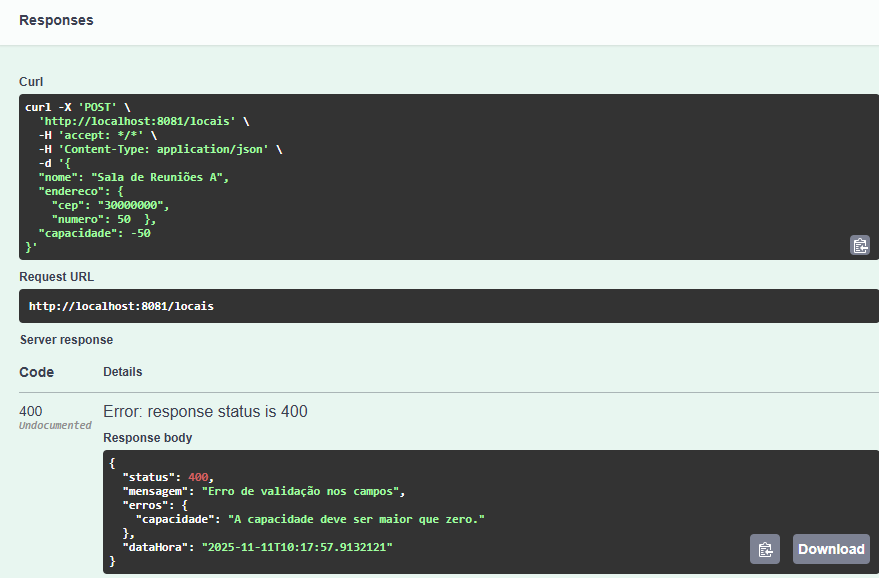 Responses
Curl
curl -X 'POST' \
  'http://localhost:8081/locais' \
  -H 'accept: */*' \
  -H 'Content-Type: application/json' \
  -d '{
  "nome": "Sala de Reuniões A",
  "endereco": {
    "cep": "30000000",
    "numero": 50  },
  "capacidade": -50
}'
Request URL
http://localhost:8081/locais
Server response
Code Details
400 Error: response status is 400
Undocumented
Response body
{
  "status": 400,
  "mensagem": "Erro de validação nos campos",
  "erros": {
    "capacidade": "A capacidade deve ser maior que zero."
  },
  "dataHora": "2025-11-11T10:17:57.9132121"
}
Download